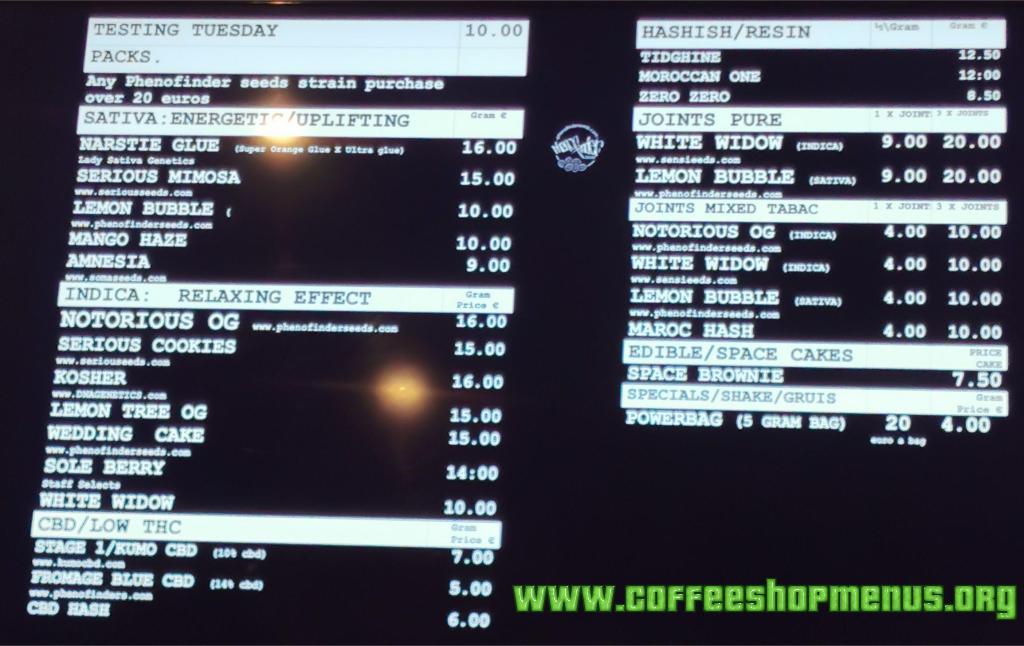 TESTING TUESDAY 10.00
PACKS.
Any Phenofinder seeds strain purchase
over 20 euros
SATIVA:ENERGETIC/UPLIFTING Gram €
NARSTIE GLUE (Super Orange Glue X Ultra glue) 16.00
Lady Sativa Genetics
SERIOUS MIMOSA 15.00
www.seriousseeds.com
LEMON BUBBLE ( 10.00
www.phenofinderseeds.com
MANGO HAZE 10.00
AMNESIA 9.00
www.somaseeds.com
INDICA: RELAXING EFFECT Gram Price €
NOTORIOUS OG www.phenofinderseeds.com 16.00
SERIOUS COOKIES 15.00
www.seriouseeds.com
KOSHER 16.00
www.DNAGENETICS.com
LEMON TREE OG 15.00
WEDDING CAKE 15.00
www.phenofinderseeds.com
SOLE BERRY 14:00
Staff Selects
WHITE WIDOW 10.00
CBD/LOW THC Gram Price €
STAGE 1/KUMO CBD (10% cbd) 7.00
www.kumocbd.com
FROMAGE BLUE CBD (14% cbd) 5.00
www.phenofinders.com
CBD HASH 6.00
HASHISH/RESIN ½\Gram Gram €
TIDGHINE 12.50
MOROCCAN ONE 12:00
ZERO ZERO 8.50
JOINTS PURE 1 X JOINT 3 X JOINTS
WHITE WIDOW (INDICA) 9.00 20.00
www.sensieeds.com
LEMON BUBBLE (SATIVA) 9.00 20.00
www.phenofinderseeds.com
JOINTS MIXED TABAC 1 X JOINT 3 X JOINTS
NOTORIOUS OG (INDICA) 4.00 10.00
www.phenofinderseeds.com
WHITE WIDOW (INDICA) 4.00 10.00
www.sensieeds.com
LEMON BUBBLE (SATIVA) 4.00 10.00
www.phenofinderseeds.com
MAROC HASH 4.00 10.00
EDIBLE/SPACE CAKES PRICE CAKE
SPACE BROWNIE 7.50
SPECIALS/SHAKE/GRUIS Gram Price €
POWERBAG (5 GRAM BAG) 20 4.00
euro a bag
www.coffeeshopmenus.org